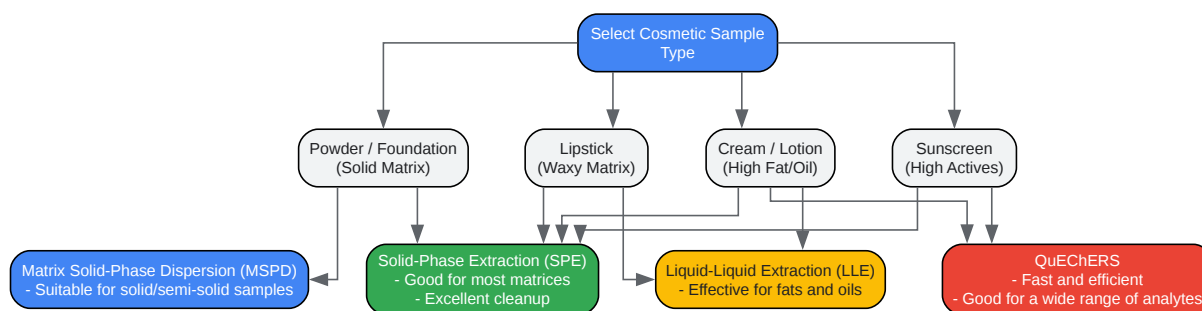 Select Cosmetic Sample
Type
Powder / Foundation
(Solid Matrix)
Lipstick
(Waxy Matrix)
Cream / Lotion
(High Fat/Oil)
Sunscreen
(High Actives)
Matrix Solid-Phase Dispersion (MSPD)
- Suitable for solid/semi-solid samples
Solid-Phase Extraction (SPE)
- Good for most matrices
- Excellent cleanup
Liquid-Liquid Extraction (LLE)
- Effective for fats and oils
QuEChERS
- Fast and efficient
- Good for a wide range of analytes